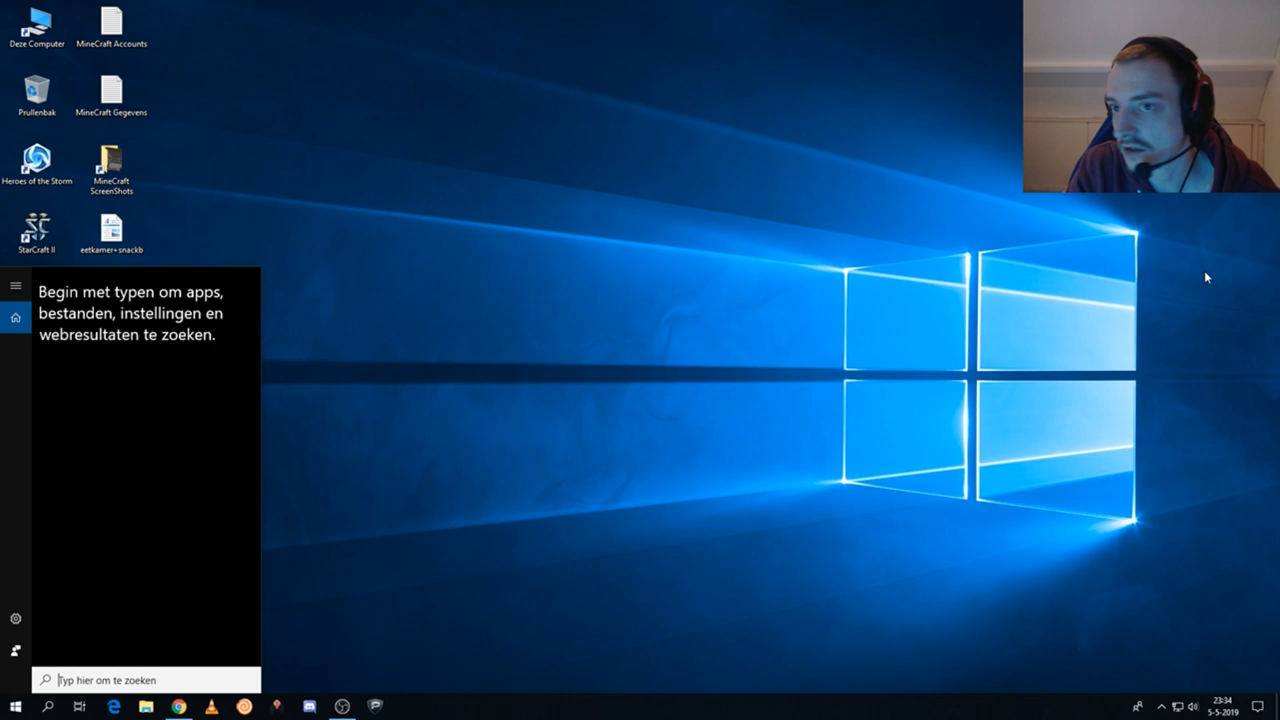 Deze Computer
MineCraft Accounts
Prullenbak
MineCraft Gegevens
Heroes of the Storm
MineCraft
ScreenShots
StarCraft II
eetkamer+snackb
Begin met typen om apps,
bestanden, instellingen en
webresultaten te zoeken.
Typ hier om te zoeken
23:34
5-5-2019